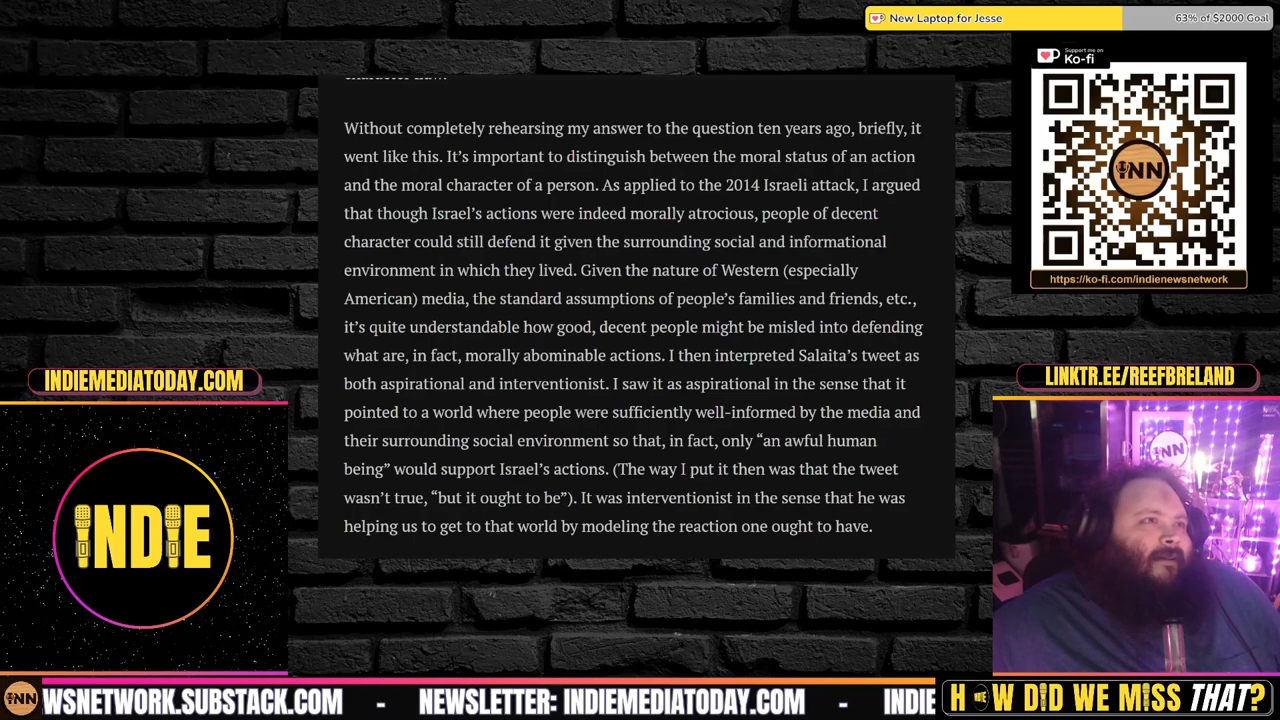 New Laptop for Jesse
63% of $2000 Goal
Support me on
Ko-fi
iNN
https://ko-fi.com/indienewsnetwork
Without completely rehearsing my answer to the question ten years ago, briefly, it
went like this. It’s important to distinguish between the moral status of an action
and the moral character of a person. As applied to the 2014 Israeli attack, I argued
that though Israel’s actions were indeed morally atrocious, people of decent
character could still defend it given the surrounding social and informational
environment in which they lived. Given the nature of Western (especially
American) media, the standard assumptions of people’s families and friends, etc.,
it’s quite understandable how good, decent people might be misled into defending
what are, in fact, morally abominable actions. I then interpreted Salaita’s tweet as
both aspirational and interventionist. I saw it as aspirational in the sense that it
pointed to a world where people were sufficiently well-informed by the media and
their surrounding social environment so that, in fact, only “an awful human
being” would support Israel’s actions. (The way I put it then was that the tweet
wasn’t true, “but it ought to be”). It was interventionist in the sense that he was
helping us to get to that world by modeling the reaction one ought to have.
INDIEMEDIATODAY.COM
INDIE
LINKTR.EE/REEFBRELAND
iNN
iNN
WSNETWORK.SUBSTACK.COM - NEWSLETTER: INDIEMEDIATODAY.COM - INDIE
HOW DID WE MISS THAT?